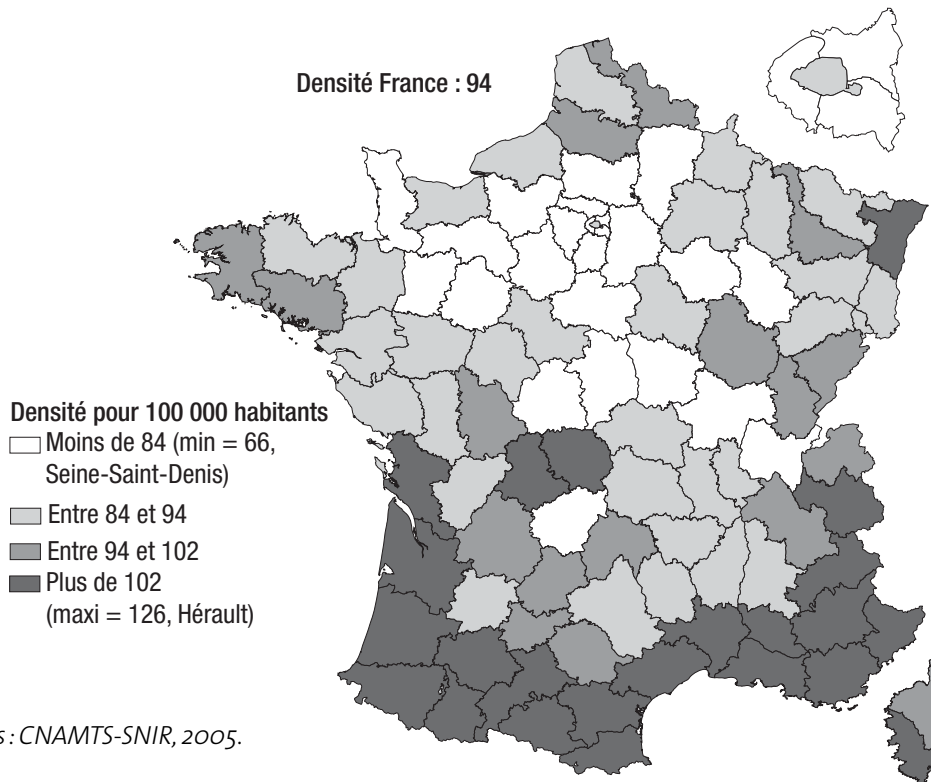 Densité France : 94
Densité pour 100 000 habitants
Moins de 84 (min = 66,
Seine-Saint-Denis)
Entre 84 et 94
Entre 94 et 102
Plus de 102
(maxi = 126, Hérault)
: CNAMTS-SNIR, 2005.